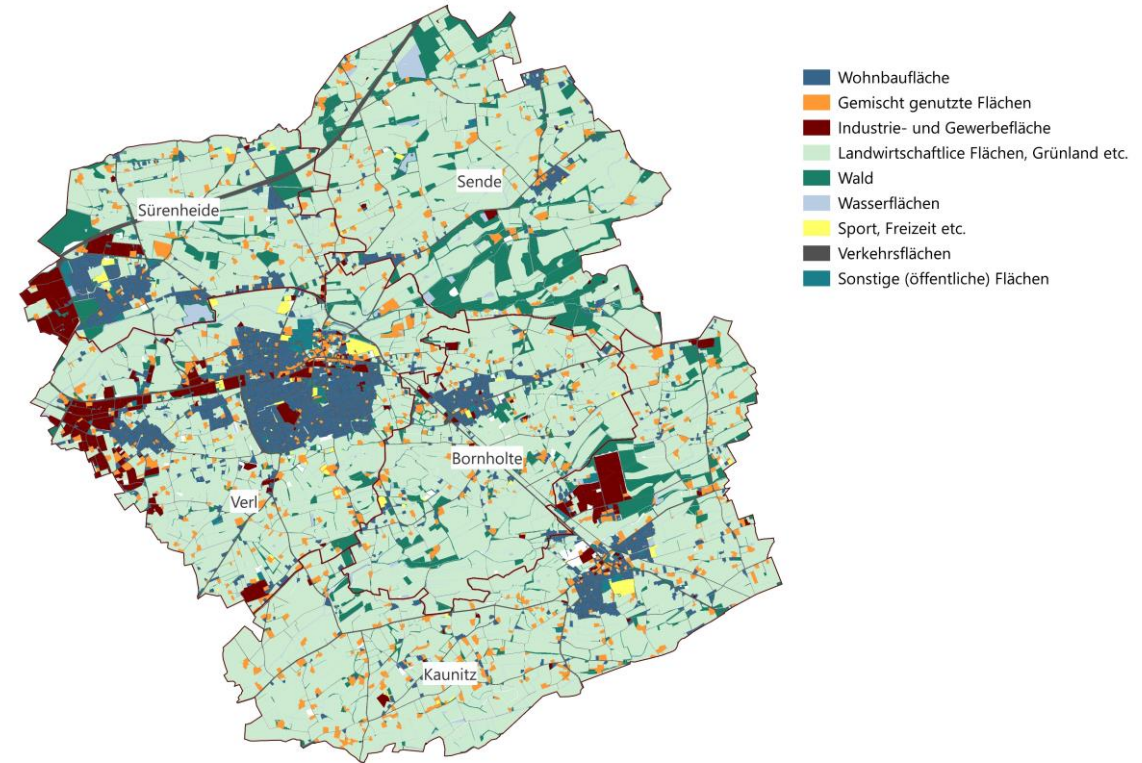 Wohnbaufläche
Gemischt genutzte Flächen
Industrie- und Gewerbefläche
Landwirtschaftlice Flächen, Grünland etc.
Wald
Wasserflächen
Sport, Freizeit etc.
Verkehrsflächen
Sonstige (öffentliche) Flächen
Sende
Sürenheide
Bornholte
Verl
Kaunitz